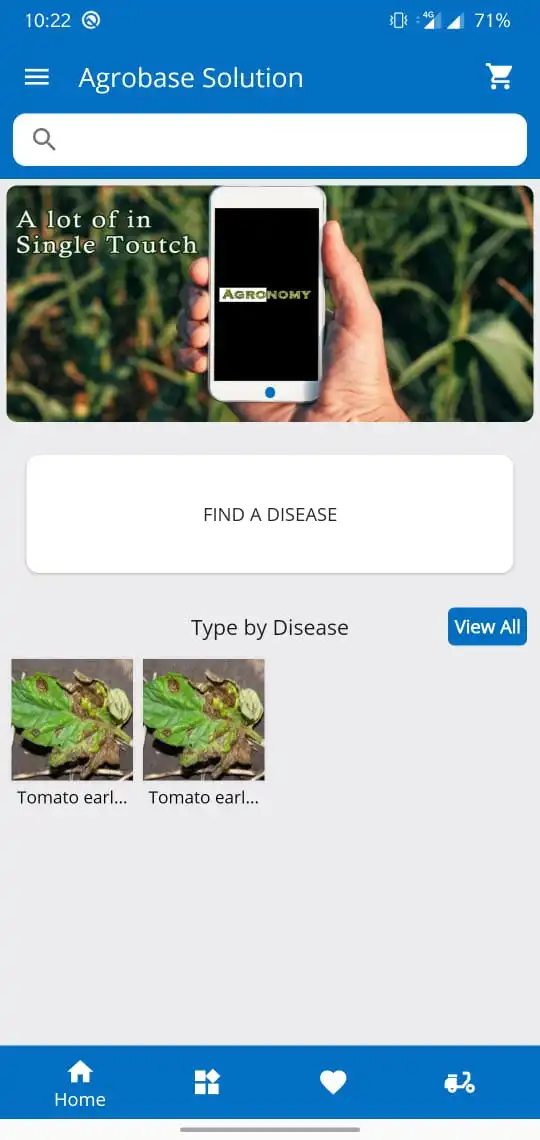 10:22
4G
71%
Agrobase Solution
A lot of in
Single Toutch
AGRONOMY
FIND A DISEASE
Type by Disease
View All
Tomato earl...
Tomato earl...
Home